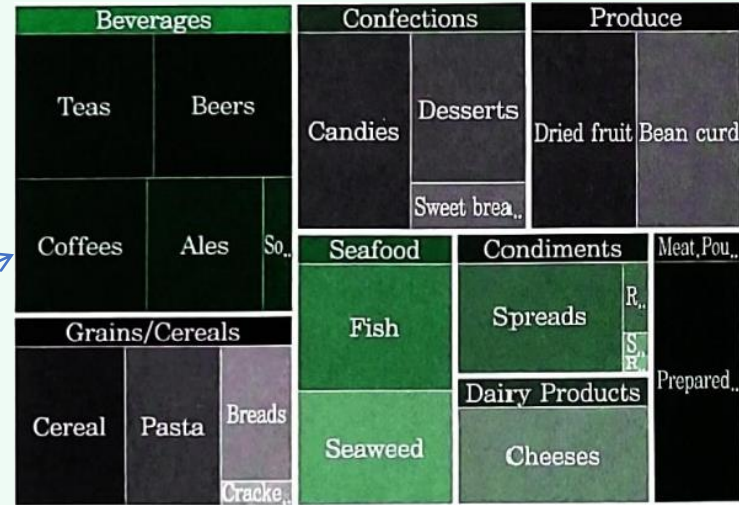 Beverages
Teas
Beers
Coffees
Ales
So..
Grains/Cereals
Cereal
Pasta
Breads
Cracke..
Confections
Candies
Desserts
Sweet brea..
Produce
Dried fruit
Bean curd
Seafood
Fish
Seaweed
Condiments
Spreads
R..
S..
R..
Dairy Products
Cheeses
Meat,Pou..
Prepared..